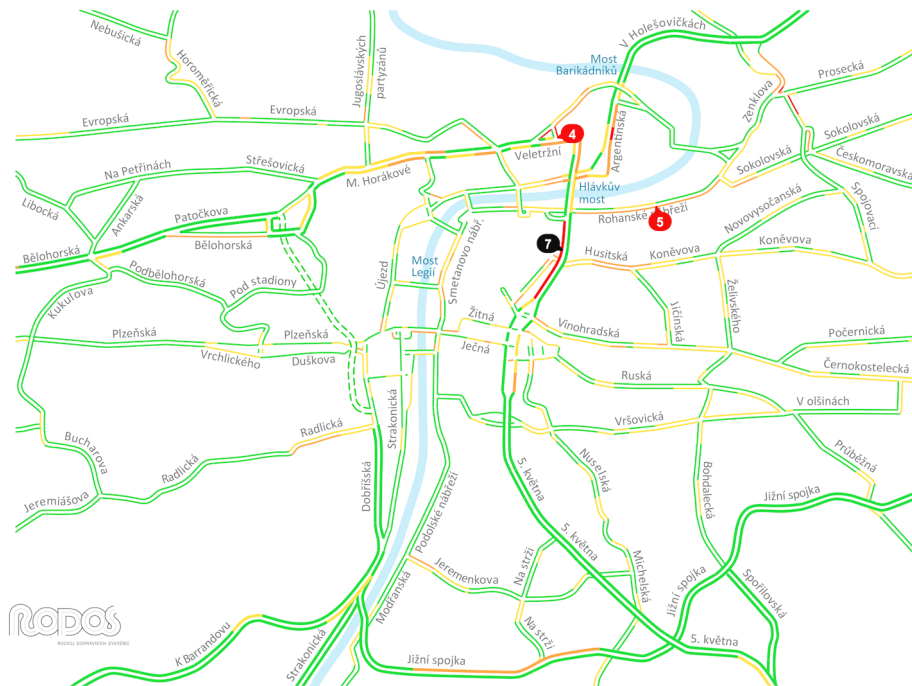 Nebušická
Horoměřická
Jugoslávských
partyzánů
V Holešovičkách
Most
Barikádníků
Prosecká
Zenklova
Evropská
Evropská
Argentinská
Sokolovská
Sokolovská
Českomoravská
4
Veletržní
Střešovická
Na Petřinách
M. Horákové
Hlávkův
most
Spojovací
Libocká
Ankarská
Patočkova
Rohanské nábřeží
5
Novovysočanská
Bělohorská
Bělohorská
7
Husitská
Koněvova
Koněvova
Smetanovo nábř.
Most
Legií
Újezd
Podbělohorská
Pod stadiony
Kukulova
Želivského
Jičínská
Žitná
Vinohradská
Ječná
Počernická
Plzeňská
Plzeňská
Vrchlického
Duškova
Černokostelecká
Ruská
V olšinách
Strakonická
Vršovická
Radlická
Radlická
Bucharova
Průběžná
Nuselská
Bohdalecká
5. května
Dobříšská
Podolské nábřeží
Jeremiášova
Jižní spojka
5. května
Na strži
Michelská
Jeremenkova
Jižní spojka
Spořilovská
Modřanská
Na strži
5. května
K Barrandovu
Strakonická
Jižní spojka
RODOS
ROZVOJ DOPRAVNÍCH SYSTÉMŮ